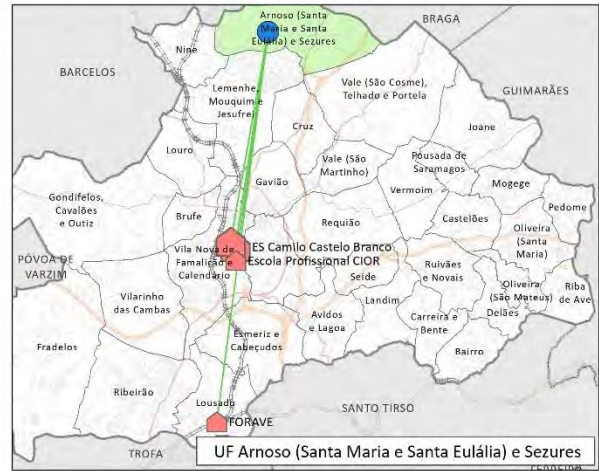 Arnoso (Santa
Maria e Santa
Eulália) e Sezures
BRAGA
Nine
BARCELOS
Lemenhe,
Mouquim e
Jesufrei
Vale (São Cosme),
Telhado e Portela
GUIMARÃES
Cruz
Joane
Louro
Vale (São
Martinho)
Pousada de
Saramagos
Gavião
Vermoim
Mogege
Gondifelos,
Cavalões
e Outiz
Pedome
Brufe
Requião
Castelões
Oliveira
(Santa
Maria)
ES Camilo Castelo Branco
Escola Profissional CIOR
PÓVOA DE
VARZIM
Vila Nova de
Famalicão e
Calendário
Seide
Ruivães
e Novais
Oliveira
(São Mateus)
Riba
de Ave
Vilarinho
das Cambas
Landim
Delães
Avidos
e Lagoa
Carreira e
Bente
Fradelos
Esmeriz e
Cabeçudos
Bairro
Ribeirão
Lousado
SANTO TIRSO
FORAVE
TROFA
UF Arnoso (Santa Maria e Santa Eulália) e Sezures